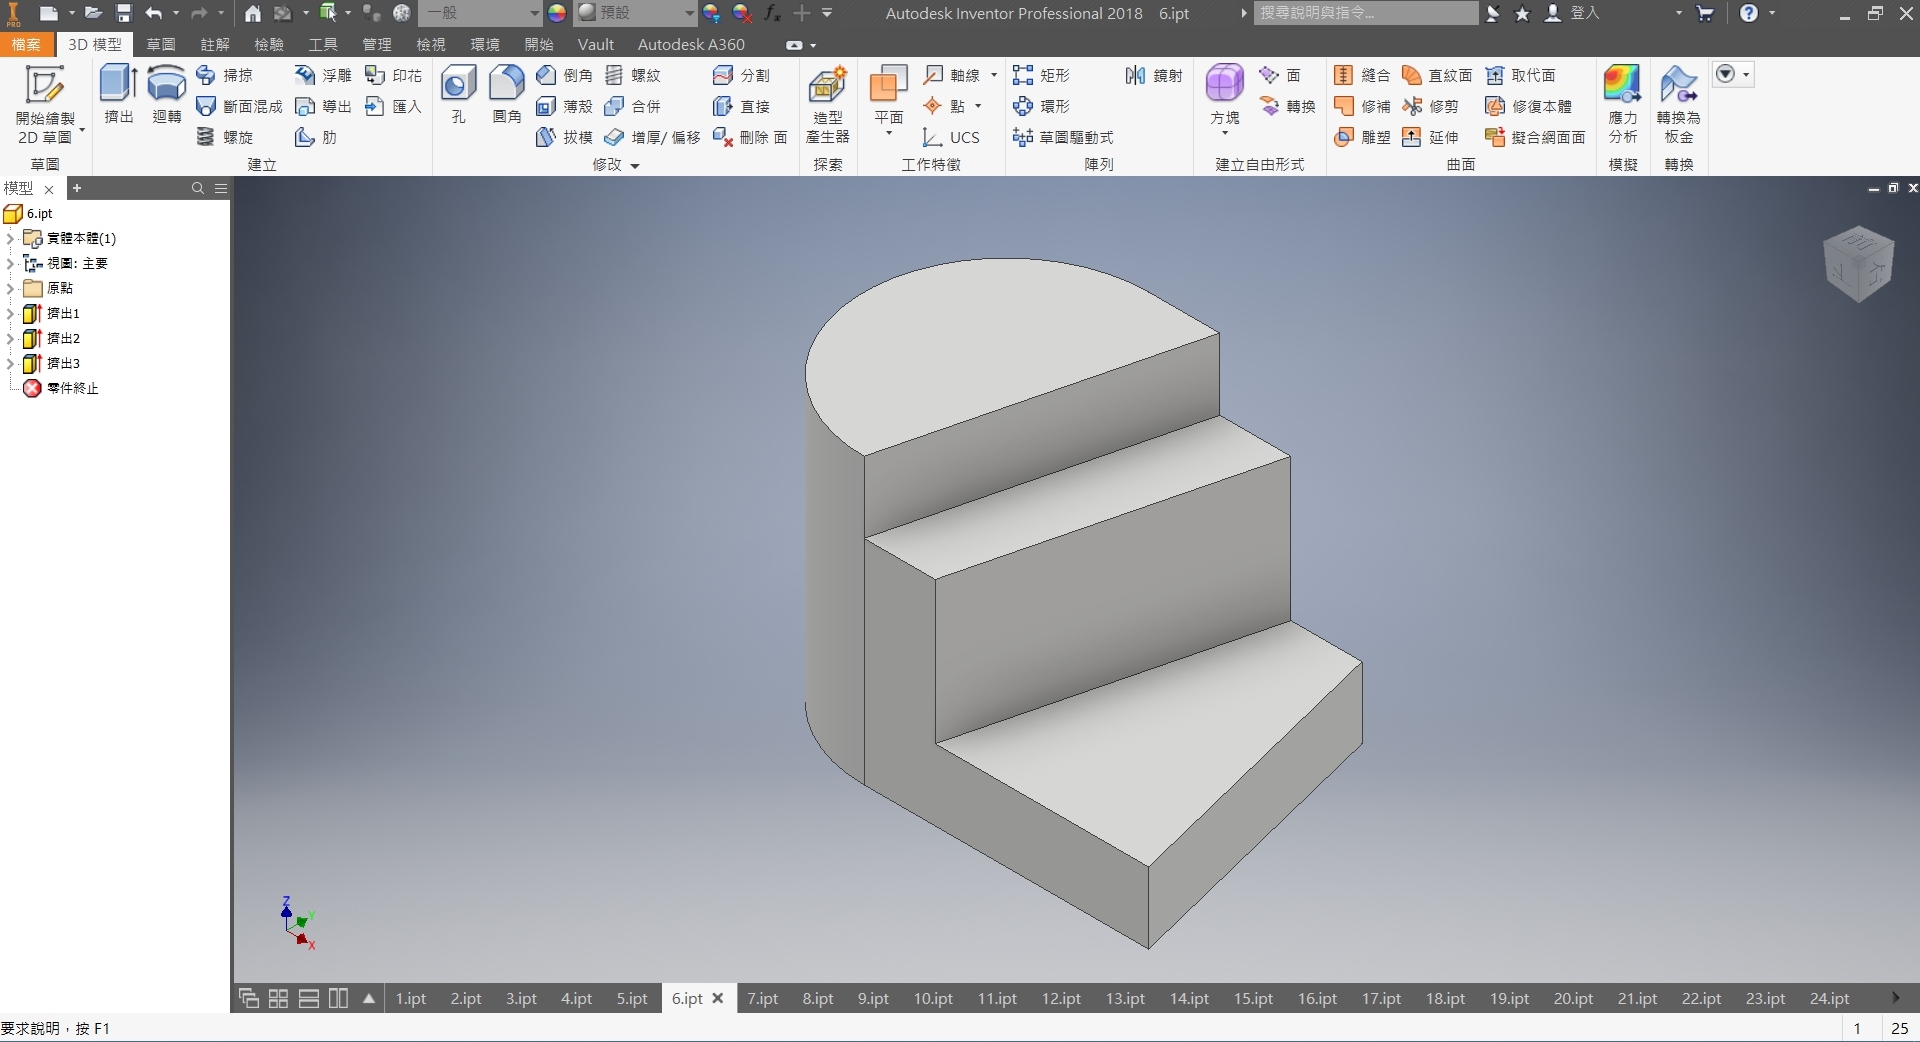 PRO
一般
預設
fx
Autodesk Inventor Professional 2018 6.ipt
搜尋說明與指令...
登入
檔案 3D 模型 草圖 註解 檢驗 工具 管理 檢視 環境 開始 Vault Autodesk A360
開始繪製
2D 草圖
草圖
擠出 迴轉
掃掠 浮雕 印花
斷面混成 導出 匯入
螺旋 肋
建立
孔 圓角
倒角 螺紋 分割
薄殼 合併 直接
拔模 增厚/ 偏移 刪除 面
修改
造型
產生器
探索
平面
軸線
點
UCS
工作特徵
矩形 鏡射
環形
草圖驅動式
陣列
方塊
面
轉換
建立自由形式
縫合 直紋面 取代面
修補 修剪 修復本體
雕塑 延伸 擬合網面面
曲面
應力
分析
模擬
轉換為
板金
轉換
模型
6.ipt
實體本體(1)
視圖: 主要
原點
擠出1
擠出2
擠出3
零件終止
Z
Y
X
1.ipt 2.ipt 3.ipt 4.ipt 5.ipt 6.ipt 7.ipt 8.ipt 9.ipt 10.ipt 11.ipt 12.ipt 13.ipt 14.ipt 15.ipt 16.ipt 17.ipt 18.ipt 19.ipt 20.ipt 21.ipt 22.ipt 23.ipt 24.ipt
要求說明，按 F1
1 25